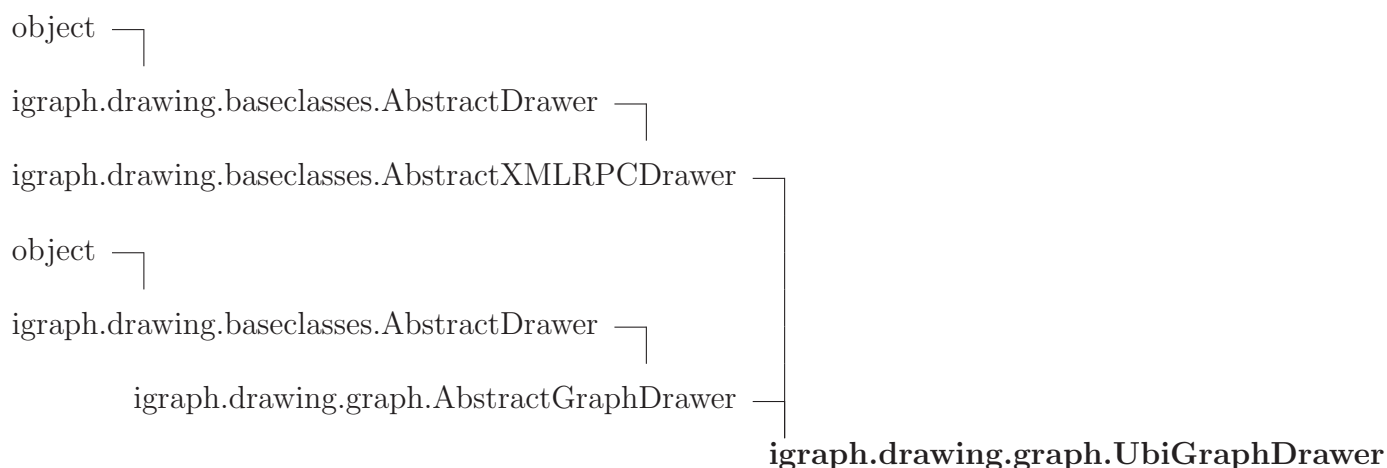 object
igraph.drawing.baseclasses.AbstractDrawer
igraph.drawing.baseclasses.AbstractXMLRPCDrawer
object
igraph.drawing.baseclasses.AbstractDrawer
igraph.drawing.graph.AbstractGraphDrawer
igraph.drawing.graph.UbiGraphDrawer